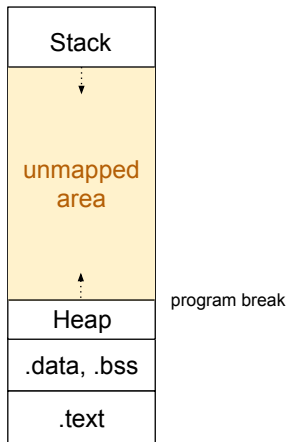 Stack
unmapped
area
program break
Heap
.data, .bss
.text